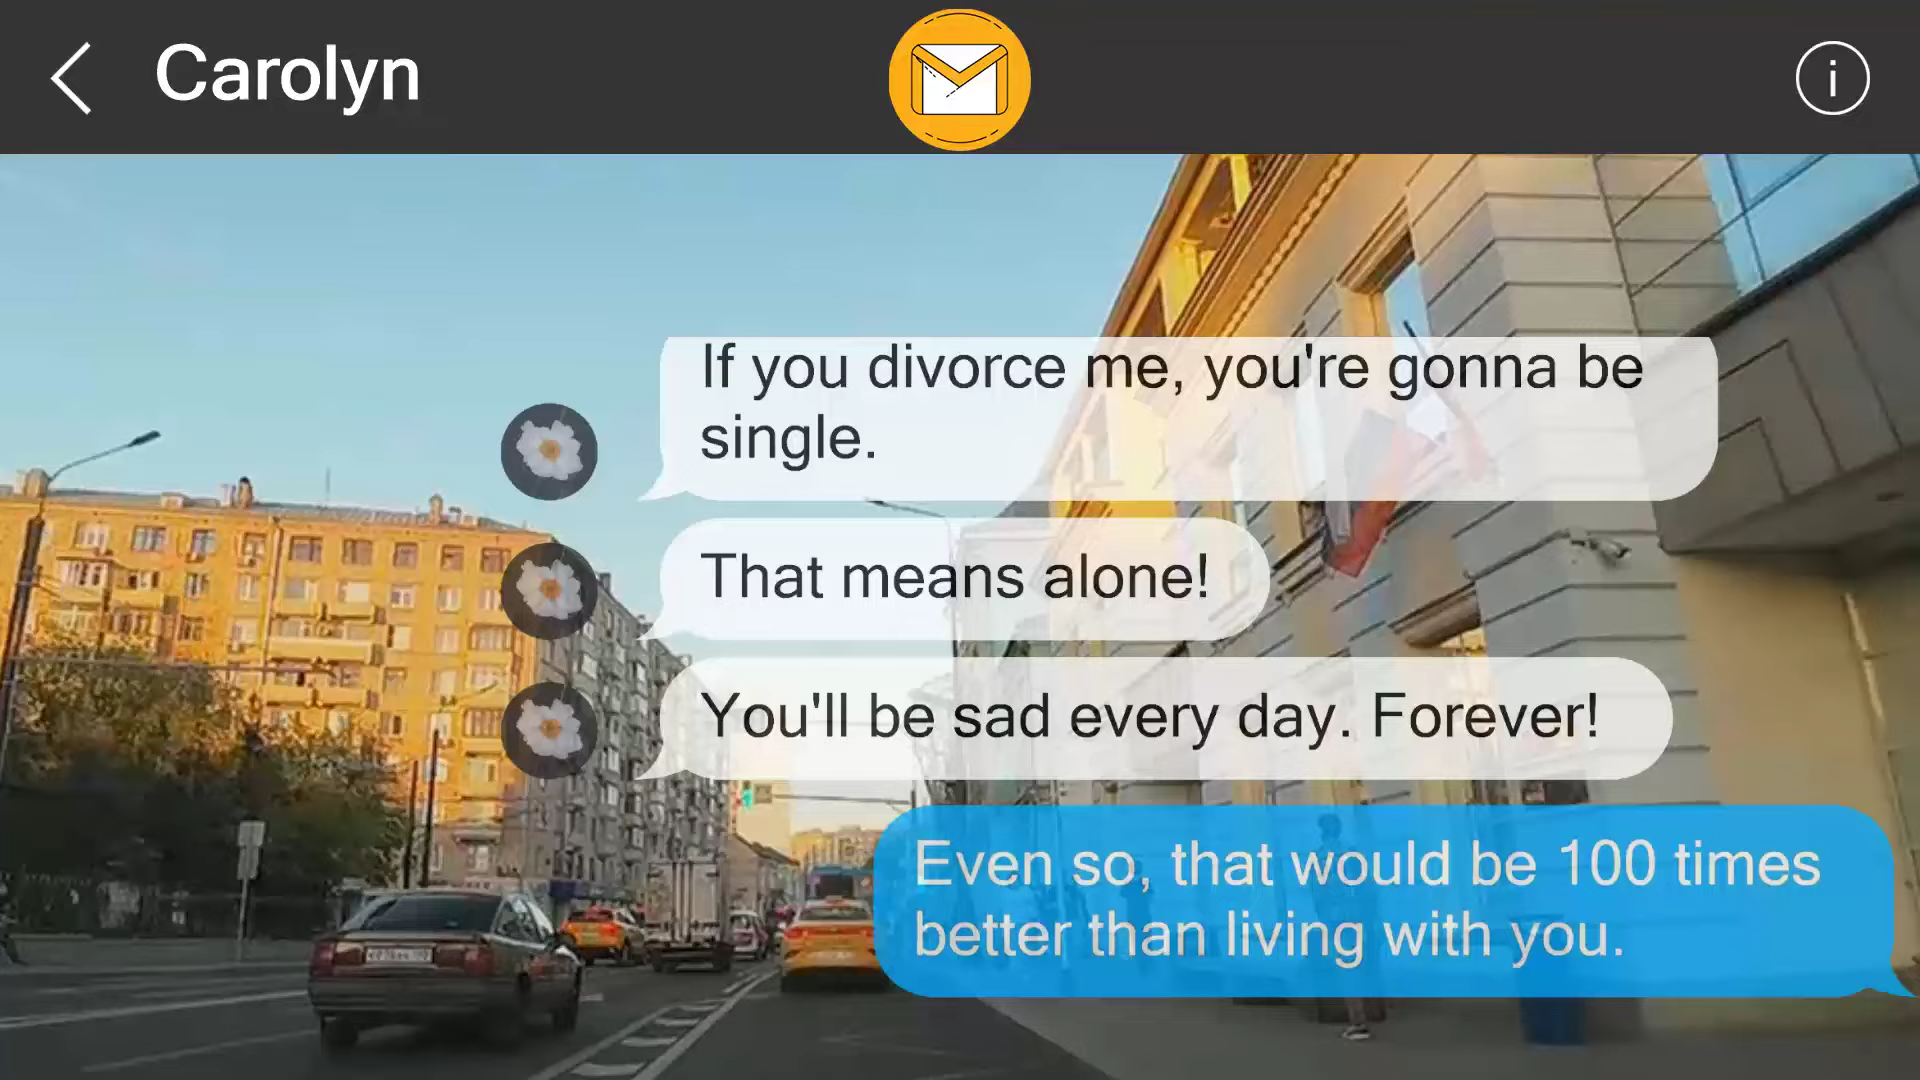 Carolyn
If you divorce me, you're gonna be
single.
That means alone!
You'll be sad every day. Forever!
Even so, that would be 100 times
better than living with you.